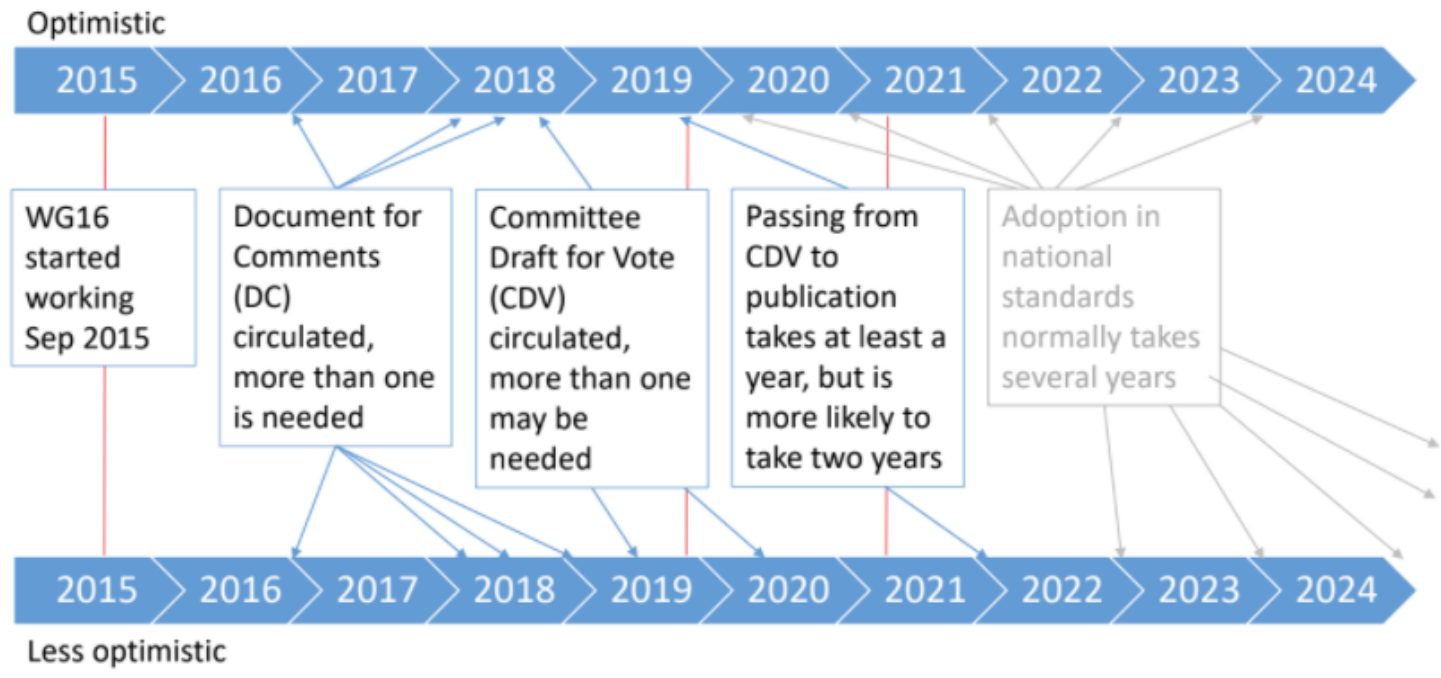 Optimistic
2015 2016 2017 2018 2019 2020 2021 2022 2023 2024
WG16
started
working
Sep 2015
Document for
Comments
(DC)
circulated,
more than one
is needed
Committee
Draft for Vote
(CDV)
circulated,
more than one
may be
needed
Passing from
CDV to
publication
takes at least a
year, but is
more likely to
take two years
Adoption in
national
standards
normally takes
several years
2015 2016 2017 2018 2019 2020 2021 2022 2023 2024
Less optimistic